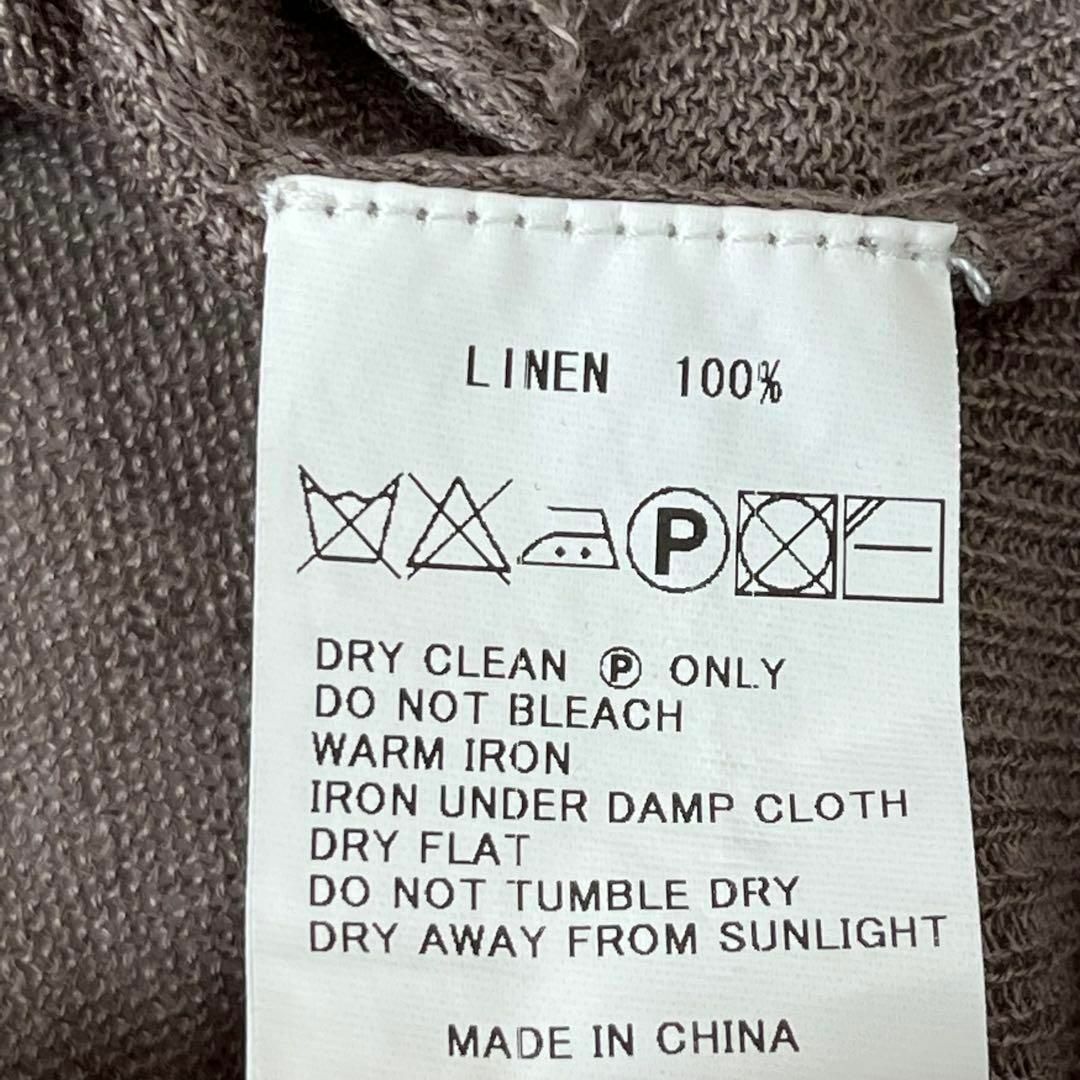 LINEN 100%
P
DRY CLEAN Ⓟ ONLY
DO NOT BLEACH
WARM IRON
IRON UNDER DAMP CLOTH
DRY FLAT
DO NOT TUMBLE DRY
DRY AWAY FROM SUNLIGHT
MADE IN CHINA